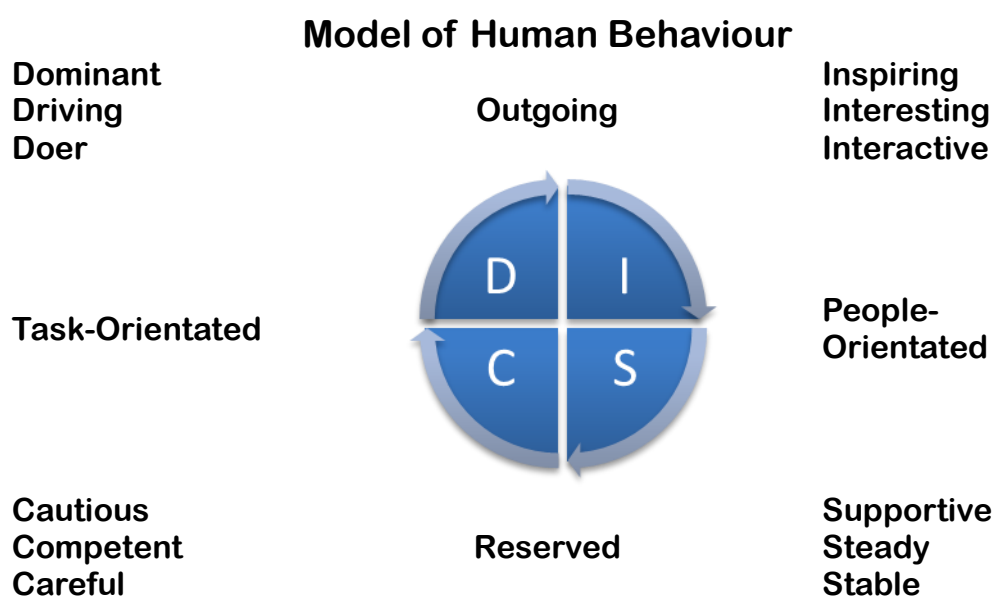 Model of Human Behaviour
Dominant
Driving
Doer
Outgoing
Inspiring
Interesting
Interactive
D
I
Task-Orientated
People-
Orientated
C
S
Cautious
Competent
Careful
Reserved
Supportive
Steady
Stable